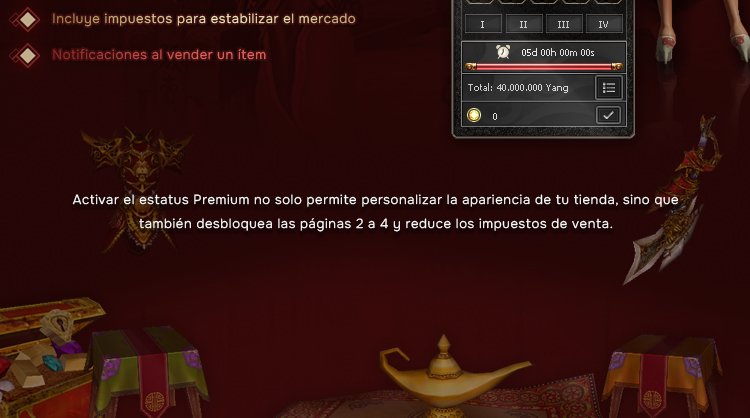 Incluye impuestos para estabilizar el mercado
Notificaciones al vender un ítem
I II III IV
05d 00h 00m 00s
Total: 40.000.000 Yang
0
Activar el estatus Premium no solo permite personalizar la apariencia de tu tienda, sino que
también desbloquea las páginas 2 a 4 y reduce los impuestos de venta.